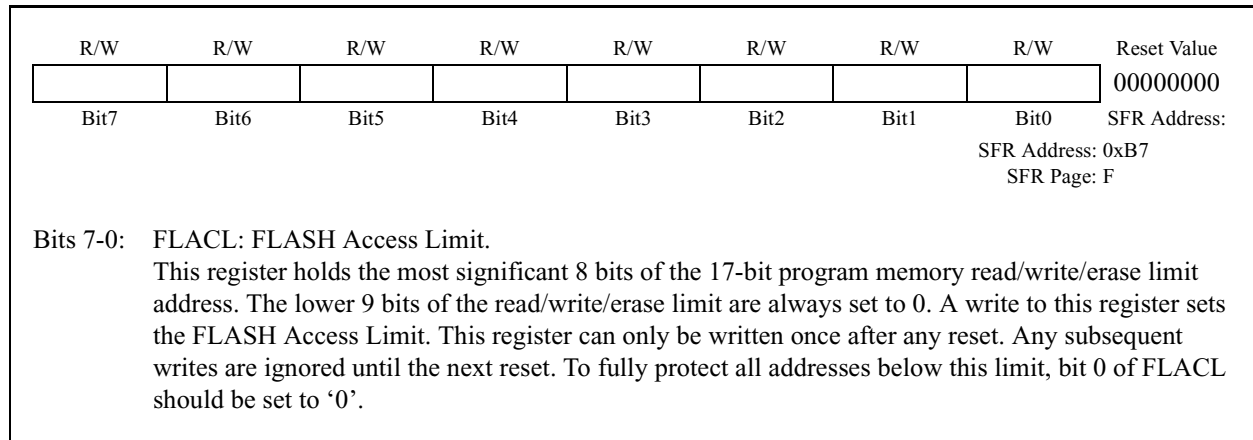 R/W R/W R/W R/W R/W R/W R/W R/W Reset Value
00000000
Bit7 Bit6 Bit5 Bit4 Bit3 Bit2 Bit1 Bit0 SFR Address:
SFR Address: 0xB7
SFR Page: F
Bits 7-0: FLACL: FLASH Access Limit.
This register holds the most significant 8 bits of the 17-bit program memory read/write/erase limit
address. The lower 9 bits of the read/write/erase limit are always set to 0. A write to this register sets
the FLASH Access Limit. This register can only be written once after any reset. Any subsequent
writes are ignored until the next reset. To fully protect all addresses below this limit, bit 0 of FLACL
should be set to ‘0’.